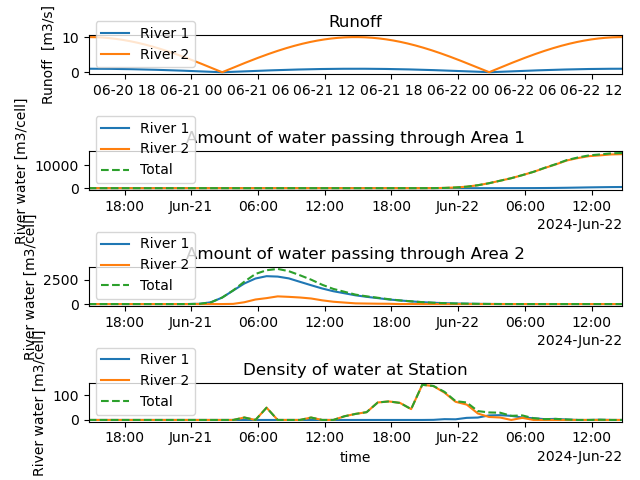 Runoff
Runoff  [m3/s]
10
0
River 1
River 2
06-20 18 06-21 00 06-21 06 06-21 12 06-21 18 06-22 00 06-22 06 06-22 12
Amount of water passing through Area 1
River water [m3/cell]
10000
0
River 1
River 2
Total
18:00 Jun-21 06:00 12:00 18:00 Jun-22 06:00 12:00
2024-Jun-22
Amount of water passing through Area 2
River water [m3/cell]
2500
0
River 1
River 2
Total
18:00 Jun-21 06:00 12:00 18:00 Jun-22 06:00 12:00
2024-Jun-22
Density of water at Station
River water [m3/cell]
100
0
River 1
River 2
Total
18:00 Jun-21 06:00 12:00 18:00 Jun-22 06:00 12:00
time
2024-Jun-22